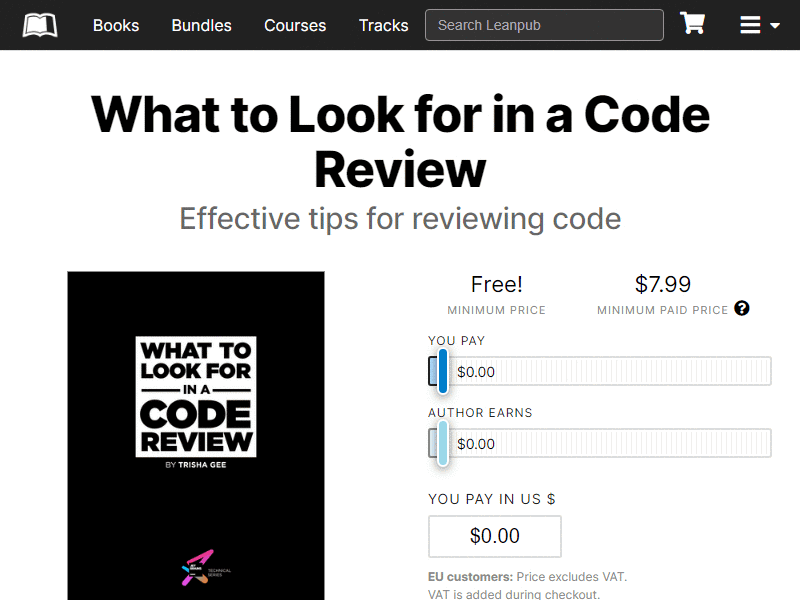 Books Bundles Courses Tracks Search Leanpub
What to Look for in a Code
Review
Effective tips for reviewing code
WHAT TO
LOOK FOR
IN A
CODE
REVIEW
BY TRISHA GEE
TECHNICAL
SERIES
Free! $7.99
MINIMUM PRICE MINIMUM PAID PRICE ?
YOU PAY
$0.00
AUTHOR EARNS
$0.00
YOU PAY IN US $
$0.00
EU customers: Price excludes VAT.
VAT is added during checkout.